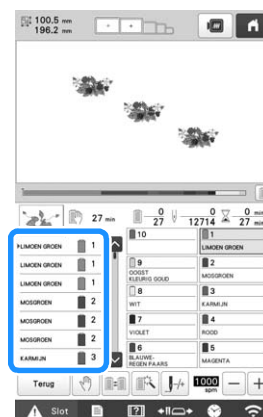 100.5 mm
196.2 mm
27 min
0
27
0
12714
0 min
27 min
LIMOEN GROEN 1
LIMOEN GROEN 1
LIMOEN GROEN 1
MOSGROEN 2
MOSGROEN 2
MOSGROEN 2
KARMIJN 3
10
1
LIMOEN GROEN
9
OOGST
KLEURIG GOUD
2
MOSGROEN
8
WIT
3
KARMIJN
7
VIOLET
4
ROOD
6
BLAUWE-
REGEN PAARS
5
MAGENTA
Terug
1000
spm
Slot